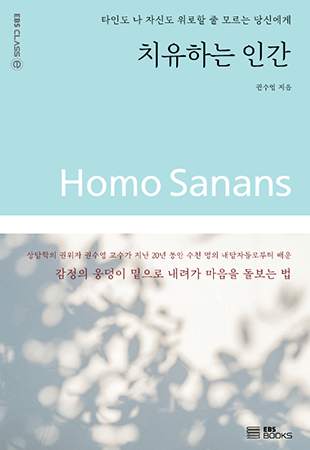 EBS CLASS ⓔ
타인도 나 자신도 위로할 줄 모르는 당신에게
치유하는 인간
권수영 지음
Homo Sanans
상담학의 권위자 권수영 교수가 지난 20년 동안 수천 명의 내담자들로부터 배운
감정의 웅덩이 밑으로 내려가 마음을 돌보는 법
EBS
BOOKS